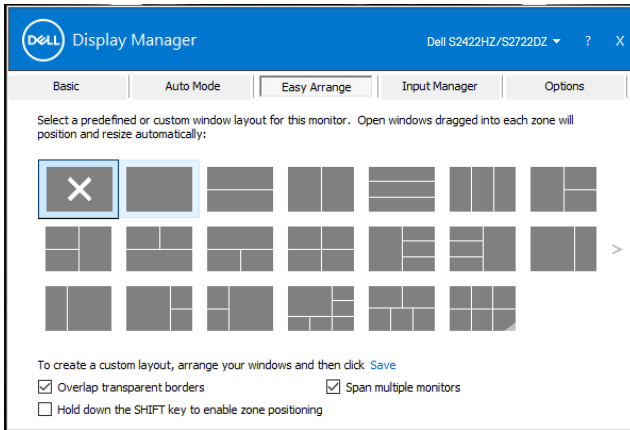 DELL Display Manager Dell S2422HZ/S2722DZ ? X
Basic Auto Mode Easy Arrange Input Manager Options
Select a predefined or custom window layout for this monitor. Open windows dragged into each zone will
position and resize automatically:
>
To create a custom layout, arrange your windows and then click Save
Overlap transparent borders Span multiple monitors
Hold down the SHIFT key to enable zone positioning